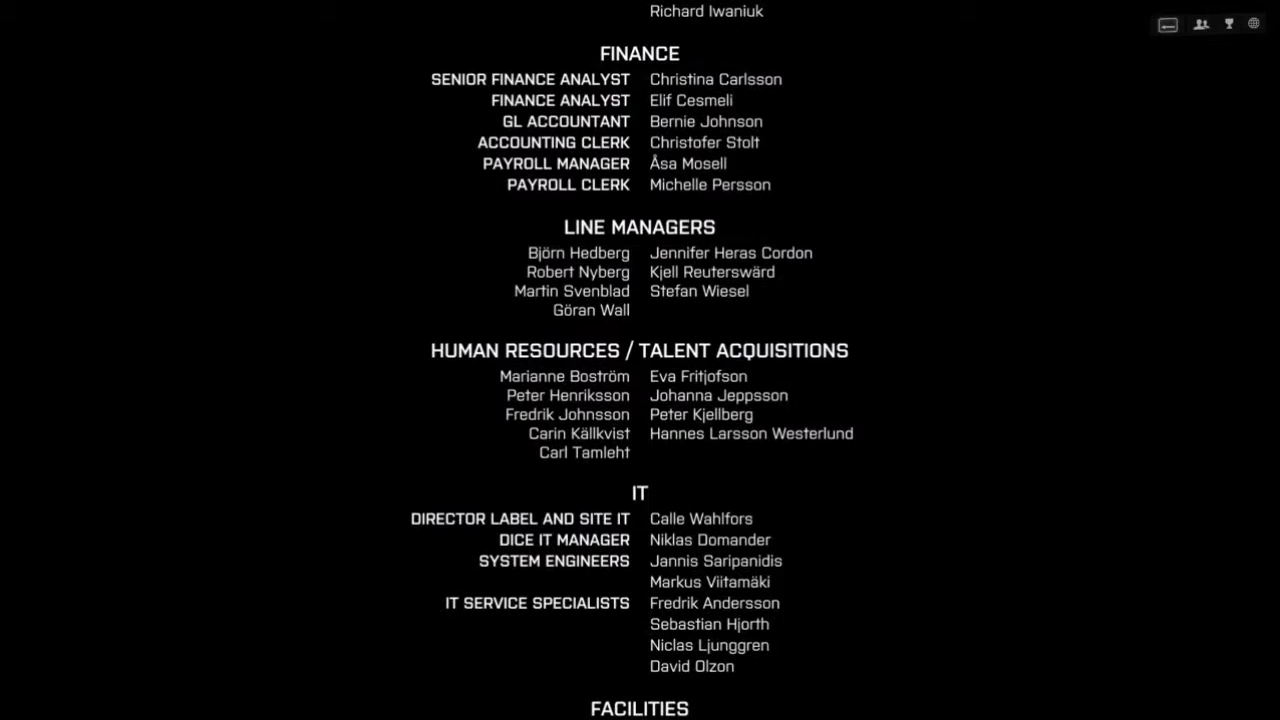 Richard Iwaniuk
FINANCE
SENIOR FINANCE ANALYST Christina Carlsson
FINANCE ANALYST Elif Cesmeli
GL ACCOUNTANT Bernie Johnson
ACCOUNTING CLERK Christofer Stolt
PAYROLL MANAGER Åsa Mosell
PAYROLL CLERK Michelle Persson
LINE MANAGERS
Björn Hedberg Jennifer Heras Cordon
Robert Nyberg Kjell Reuterswärd
Martin Svenblad Stefan Wiesel
Göran Wall
HUMAN RESOURCES / TALENT ACQUISITIONS
Marianne Boström Eva Fritjofson
Peter Henriksson Johanna Jeppsson
Fredrik Johnsson Peter Kjellberg
Carin Källkvist Hannes Larsson Westerlund
Carl Tamleht
IT
DIRECTOR LABEL AND SITE IT Calle Wahlfors
DICE IT MANAGER Niklas Domander
SYSTEM ENGINEERS Jannis Saripanidis
Markus Viitamäki
IT SERVICE SPECIALISTS Fredrik Andersson
Sebastian Hjorth
Niclas Ljunggren
David Olzon
FACILITIES